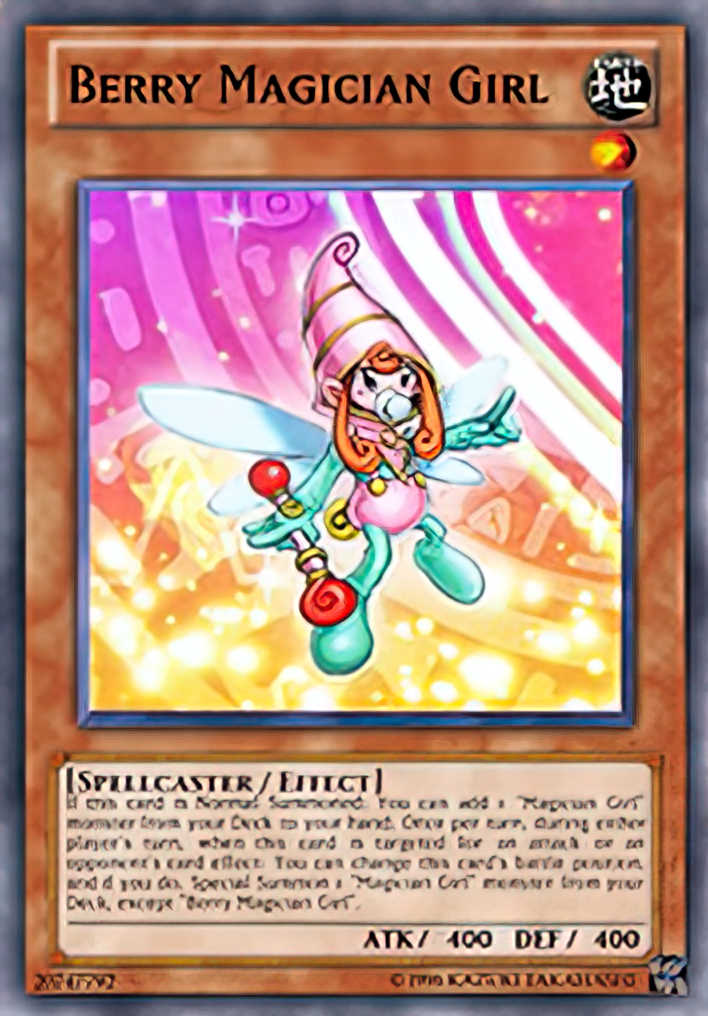 BERRY MAGICIAN GIRL
地
[SPELLCASTER / EFFECT]
If this card is Normal Summoned: You can add 1 "Magician Girl"
monster from your Deck to your hand. Once per turn, during either
player's turn, when this card is targeted for an attack or an
opponent's card effect: You can change this card's battle position,
and if you do, Special Summon 1 "Magician Girl" monster from your
Deck, except "Berry Magician Girl".
ATK / 400 DEF / 400
© 1996 KAZUKI TAKAHASHI